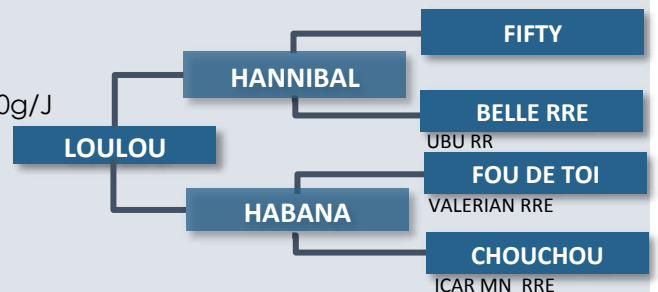 FIFTY
HANNIBAL
0g/J
BELLE RRE
LOULOU
UBU RR
FOU DE TOI
HABANA
VALERIAN RRE
CHOUCHOU
ICAR MN RRE